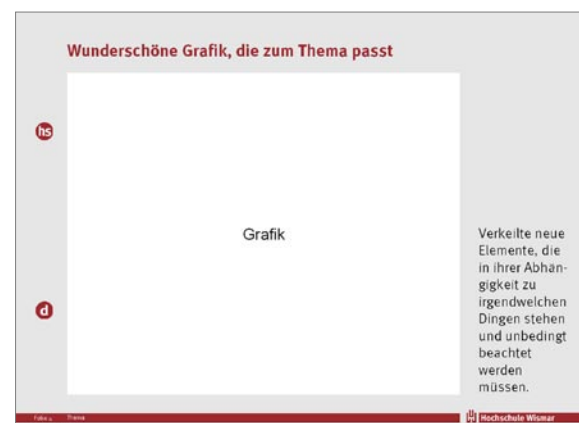 Wunderschöne Grafik, die zum Thema passt
hs
Grafik
d
Verkeilte neue
Elemente, die
in ihrer Abhän-
gigkeit zu
irgendwelchen
Dingen stehen
und unbedingt
beachtet
werden
müssen.
Folie Thema
Hochschule Wismar